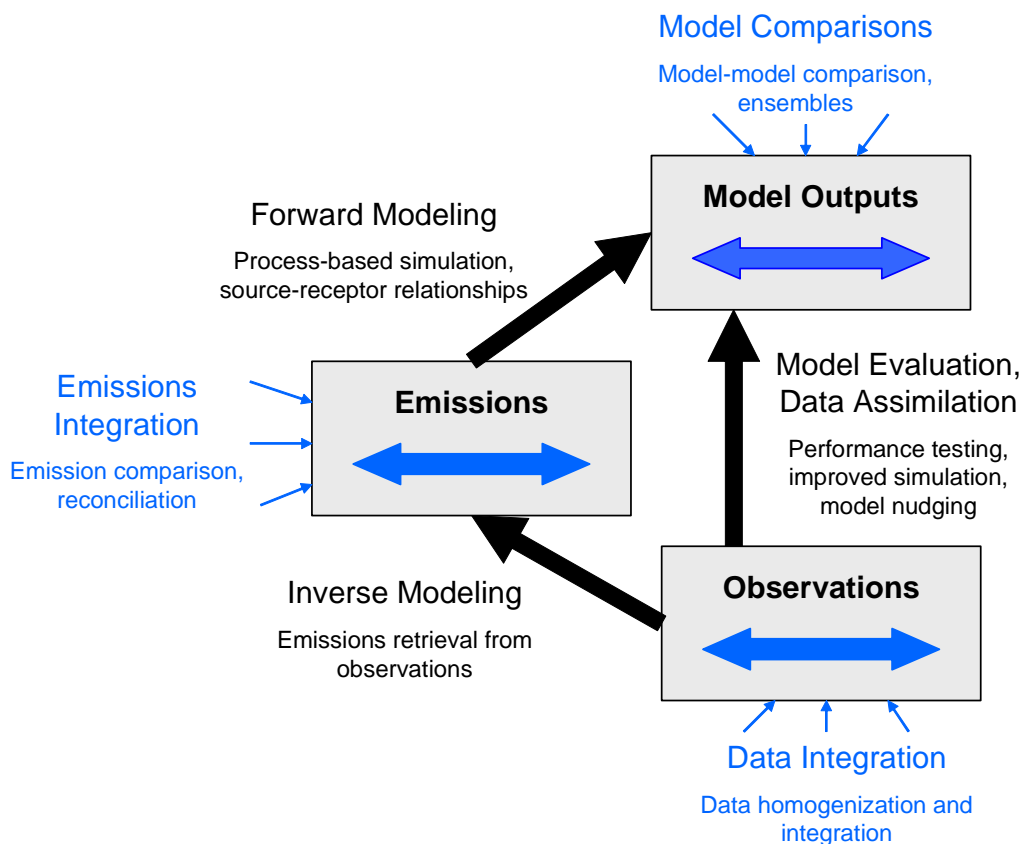 Model Comparisons
Model-model comparison,
ensembles
Model Outputs
Forward Modeling
Process-based simulation,
source-receptor relationships
Emissions
Integration
Emission comparison,
reconciliation
Emissions
Model Evaluation,
Data Assimilation
Performance testing,
improved simulation,
model nudging
Inverse Modeling
Emissions retrieval from
observations
Observations
Data Integration
Data homogenization and
integration